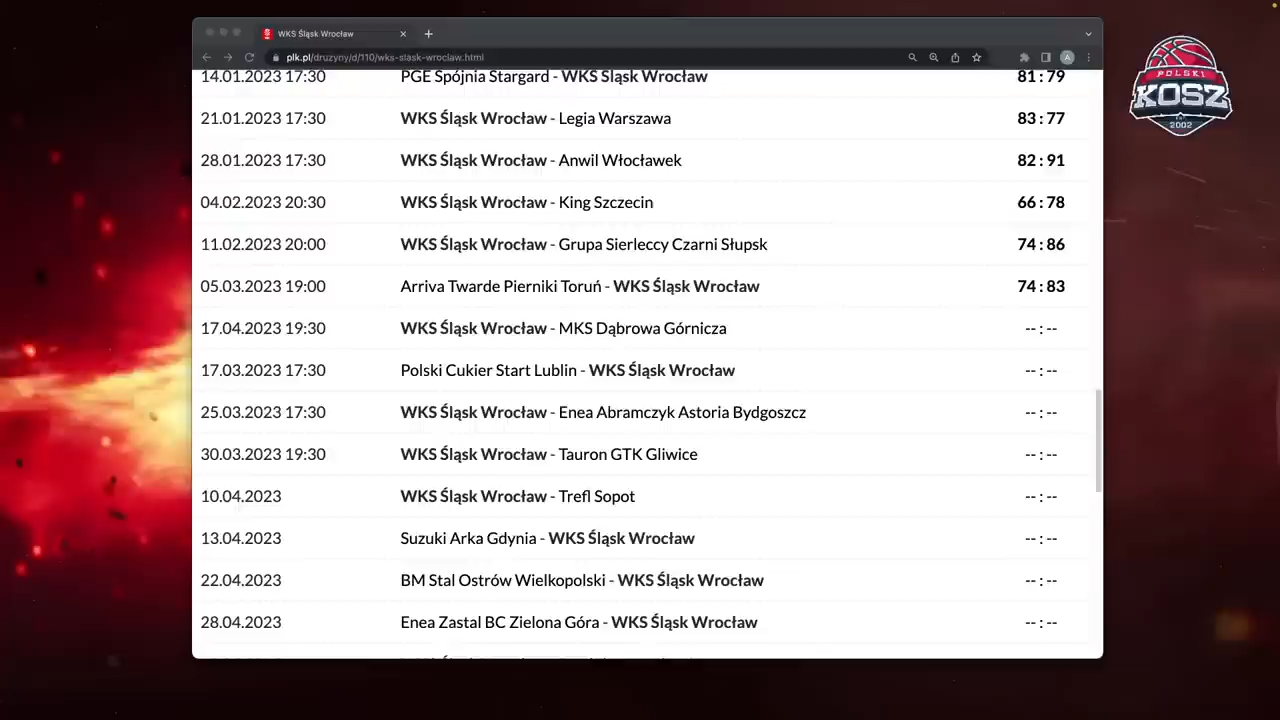 WKS Śląsk Wrocław
plk.pl/druzyny/d/110/wks-slask-wroclaw.html
A
14.01.2023 17:30 PGE Spójnia Stargard - WKS Śląsk Wrocław 81 : 79
21.01.2023 17:30 WKS Śląsk Wrocław - Legia Warszawa 83 : 77
28.01.2023 17:30 WKS Śląsk Wrocław - Anwil Włocławek 82 : 91
04.02.2023 20:30 WKS Śląsk Wrocław - King Szczecin 66 : 78
11.02.2023 20:00 WKS Śląsk Wrocław - Grupa Sierleccy Czarni Słupsk 74 : 86
05.03.2023 19:00 Arriva Twarde Pierniki Toruń - WKS Śląsk Wrocław 74 : 83
17.04.2023 19:30 WKS Śląsk Wrocław - MKS Dąbrowa Górnicza -- : --
17.03.2023 17:30 Polski Cukier Start Lublin - WKS Śląsk Wrocław -- : --
25.03.2023 17:30 WKS Śląsk Wrocław - Enea Abramczyk Astoria Bydgoszcz -- : --
30.03.2023 19:30 WKS Śląsk Wrocław - Tauron GTK Gliwice -- : --
10.04.2023 WKS Śląsk Wrocław - Trefl Sopot -- : --
13.04.2023 Suzuki Arka Gdynia - WKS Śląsk Wrocław -- : --
22.04.2023 BM Stal Ostrów Wielkopolski - WKS Śląsk Wrocław -- : --
28.04.2023 Enea Zastal BC Zielona Góra - WKS Śląsk Wrocław -- : --
POLSKI
KOSZ
EST
2002